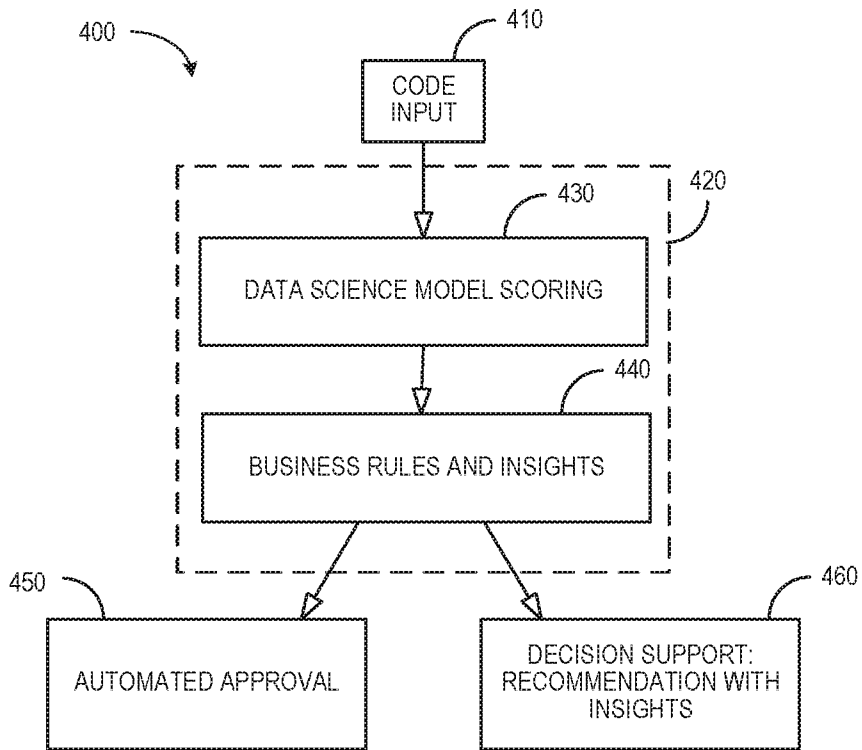 400
410
CODE
INPUT
420
430
DATA SCIENCE MODEL SCORING
440
BUSINESS RULES AND INSIGHTS
450
460
AUTOMATED APPROVAL
DECISION SUPPORT:
RECOMMENDATION WITH
INSIGHTS